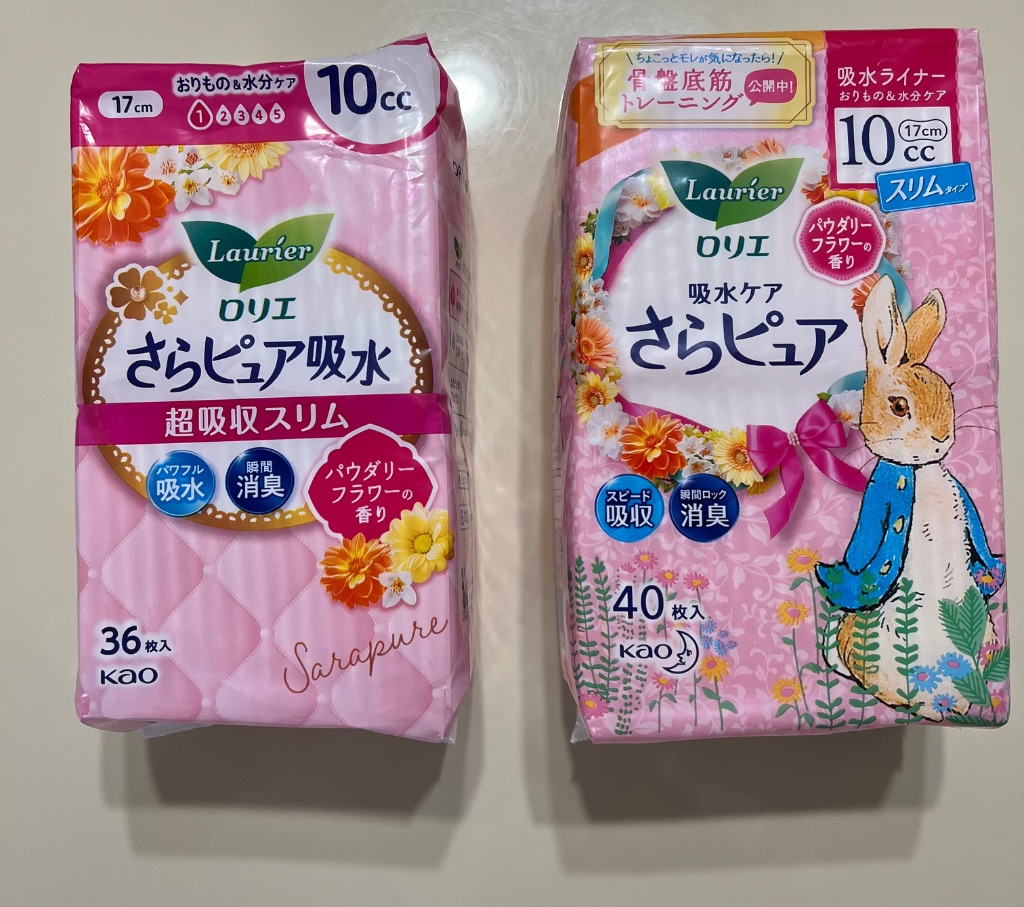 17cm
おりもの&水分ケア
1 2 3 4 5
10cc
Laurier
ロリエ
さらピュア吸水
超吸収スリム
パワフル
吸水
瞬間
消臭
パウダリー
フラワーの
香り
36枚入
Kao
Sarapure
ちょこっとモレが気になったら!
骨盤底筋
トレーニング
公開中!
吸水ライナー
おりもの&水分ケア
10cc
17cm
スリムタイプ
Laurier
ロリエ
パウダリー
フラワーの
香り
吸水ケア
さらピュア
スピード
吸収
瞬間ロック
消臭
40枚入
Kao